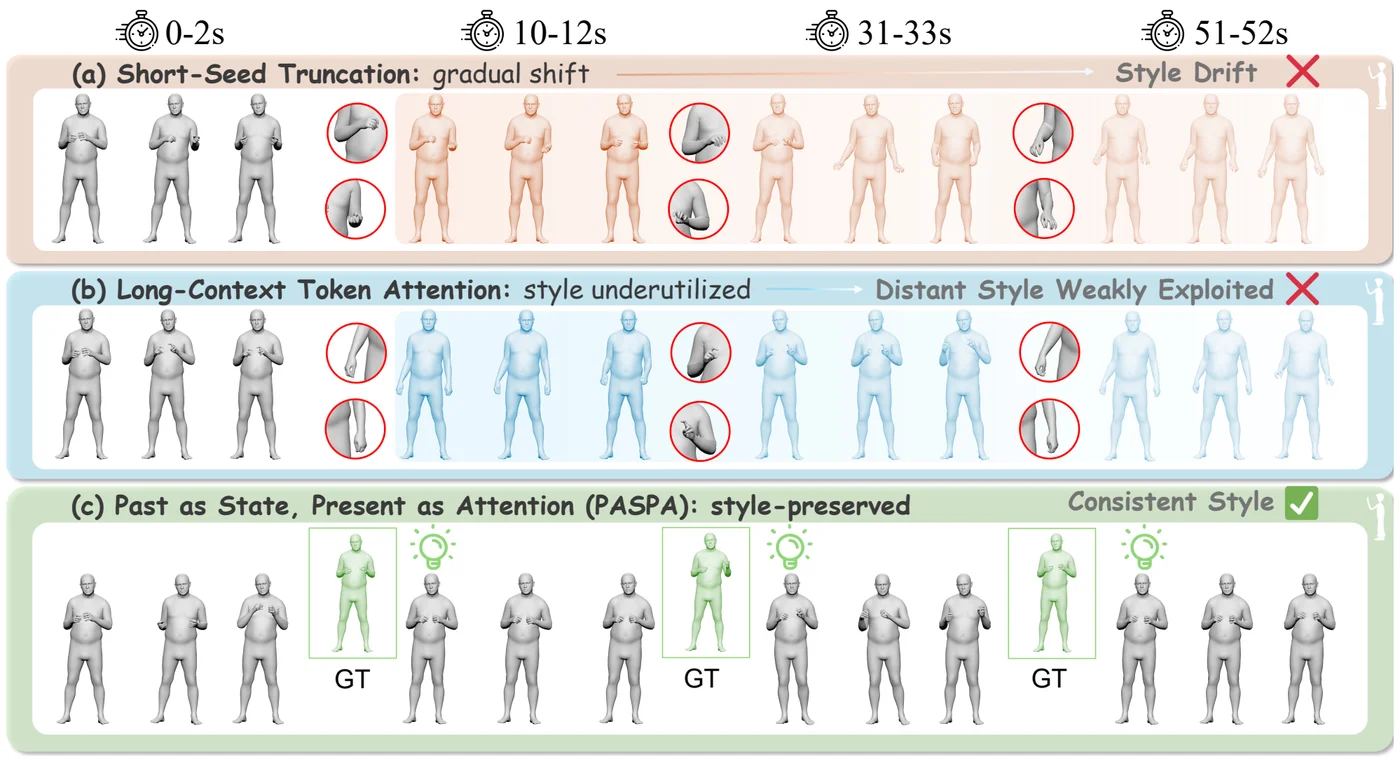 0-2s 10-12s 31-33s 51-52s
(a) Short-Seed Truncation: gradual shift Style Drift
(b) Long-Context Token Attention: style underutilized Distant Style Weakly Exploited
(c) Past as State, Present as Attention (PASPA): style-preserved Consistent Style
GT GT GT